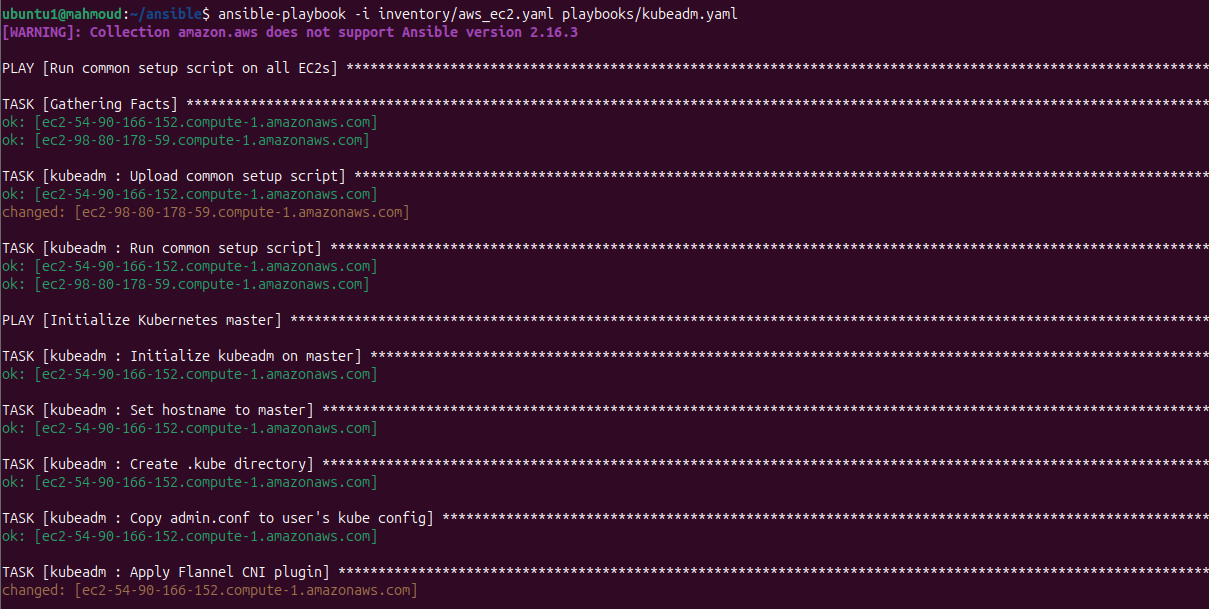 ubuntu1@mahmoud:~/ansible$ ansible-playbook -i inventory/aws_ec2.yaml playbooks/kubeadm.yaml
[WARNING]: Collection amazon.aws does not support Ansible version 2.16.3
PLAY [Run common setup script on all EC2s] ************************************************************************************************************
TASK [Gathering Facts] ********************************************************************************************************************************
ok: [ec2-54-90-166-152.compute-1.amazonaws.com]
ok: [ec2-98-80-178-59.compute-1.amazonaws.com]
TASK [kubeadm : Upload common setup script] ***********************************************************************************************************
ok: [ec2-54-90-166-152.compute-1.amazonaws.com]
changed: [ec2-98-80-178-59.compute-1.amazonaws.com]
TASK [kubeadm : Run common setup script] **************************************************************************************************************
ok: [ec2-54-90-166-152.compute-1.amazonaws.com]
ok: [ec2-98-80-178-59.compute-1.amazonaws.com]
PLAY [Initialize Kubernetes master] *******************************************************************************************************************
TASK [kubeadm : Initialize kubeadm on master] *********************************************************************************************************
ok: [ec2-54-90-166-152.compute-1.amazonaws.com]
TASK [kubeadm : Set hostname to master] ***************************************************************************************************************
ok: [ec2-54-90-166-152.compute-1.amazonaws.com]
TASK [kubeadm : Create .kube directory] ***************************************************************************************************************
ok: [ec2-54-90-166-152.compute-1.amazonaws.com]
TASK [kubeadm : Copy admin.conf to user's kube config] ************************************************************************************************
ok: [ec2-54-90-166-152.compute-1.amazonaws.com]
TASK [kubeadm : Apply Flannel CNI plugin] *************************************************************************************************************
changed: [ec2-54-90-166-152.compute-1.amazonaws.com]